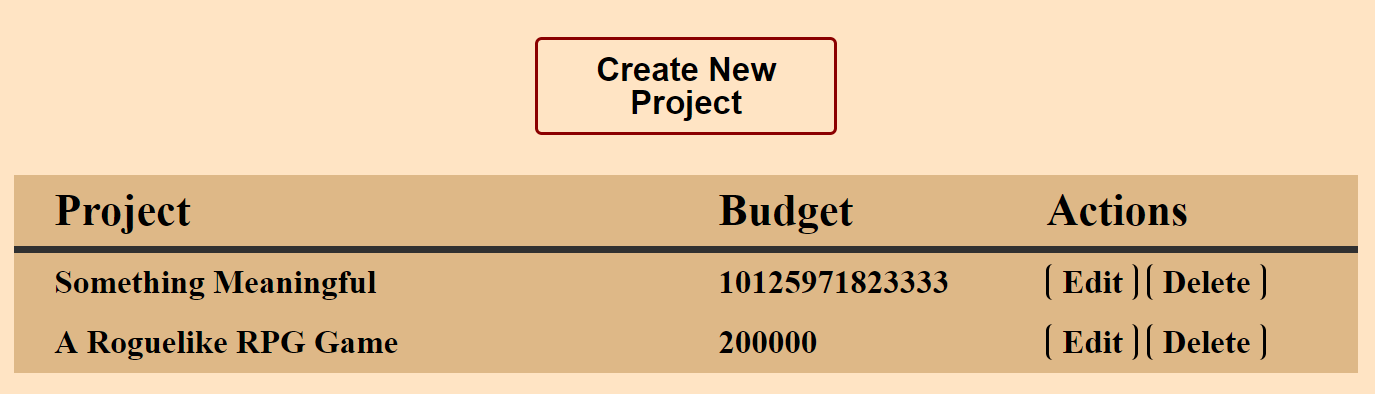 Create New
Project
Project Budget Actions
Something Meaningful 10125971823333 Edit Delete
A Roguelike RPG Game 200000 Edit Delete